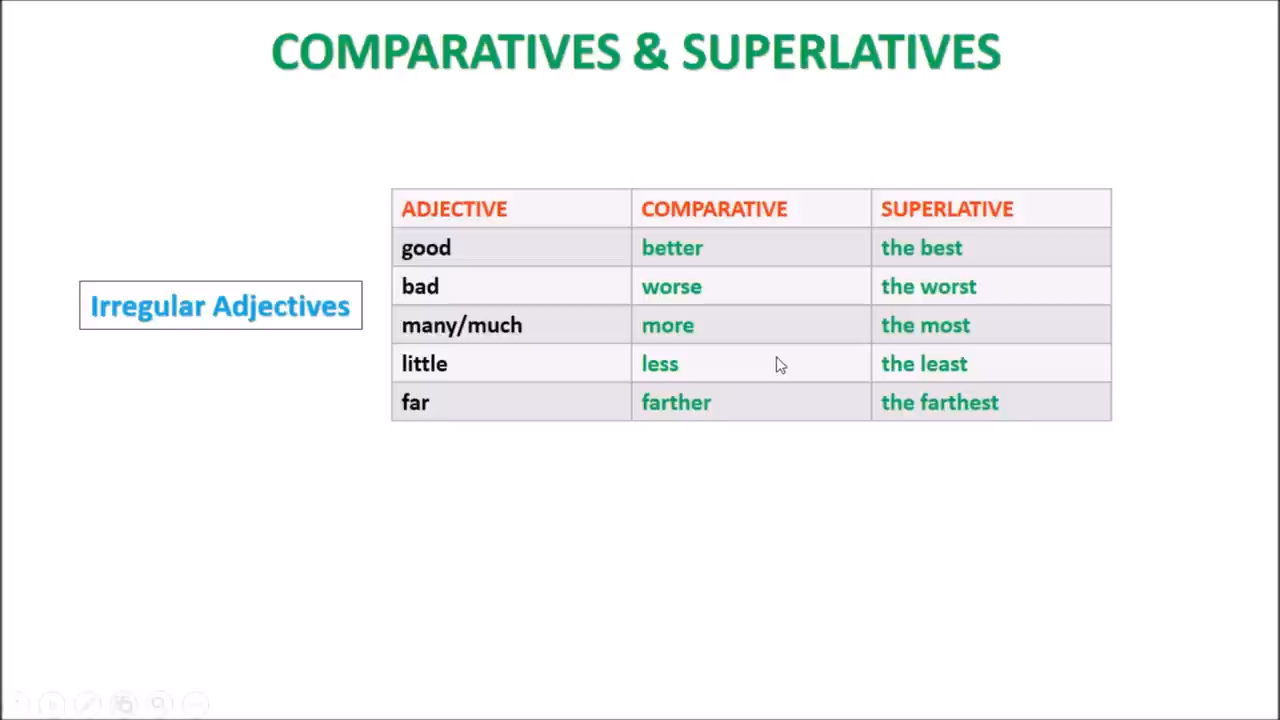 COMPARATIVES & SUPERLATIVES
Irregular Adjectives
ADJECTIVE COMPARATIVE SUPERLATIVE
good better the best
bad worse the worst
many/much more the most
little less the least
far farther the farthest